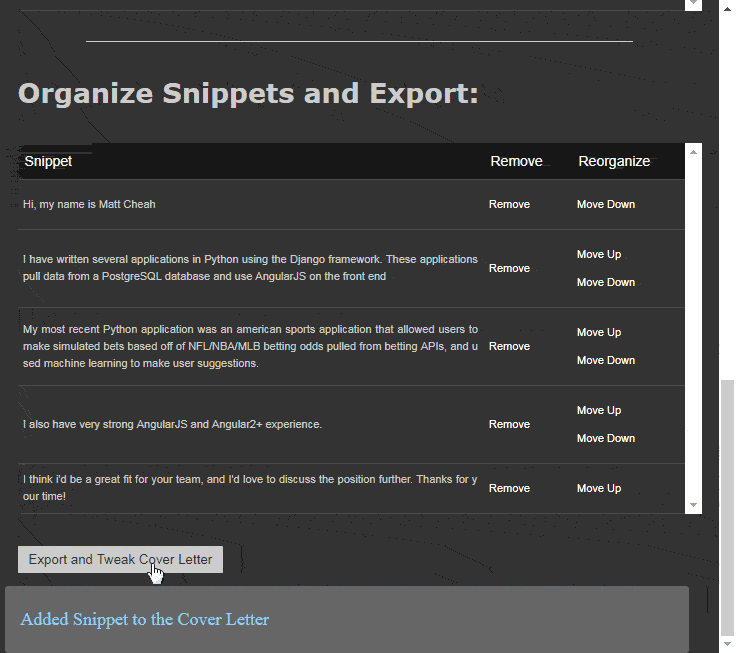 Organize Snippets and Export:
Snippet Remove Reorganize
Hi, my name is Matt Cheah Remove Move Down
I have written several applications in Python using the Django framework. These applications
pull data from a PostgreSQL database and use AngularJS on the front end
Remove
Move Up
Move Down
My most recent Python application was an american sports application that allowed users to
make simulated bets based off of NFL/NBA/MLB betting odds pulled from betting APIs, and u
sed machine learning to make user suggestions.
Remove
Move Up
Move Down
I also have very strong AngularJS and Angular2+ experience.
Remove
Move Up
Move Down
I think i'd be a great fit for your team, and I'd love to discuss the position further. Thanks for y
our time!
Remove
Move Up
Export and Tweak Cover Letter
Added Snippet to the Cover Letter